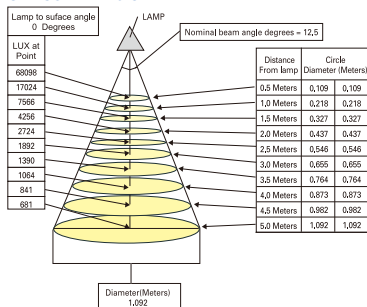 Lamp to suface angle
0 Degrees
LAMP
Nominal beam angle degrees = 12,5
LUX at
Point
68098
17024
7566
4256
2724
1892
1390
1064
841
681
Distance
From lamp
Circle
Diameter (Meters)
0.5 Meters 0,109 0,109
1,0 Meters 0,218 0,218
1,5 Meters 0.327 0.327
2.0 Meters 0.437 0.437
2,5 Meters 0,546 0,546
3.0 Meters 0,655 0,655
3.5 Meters 0,764 0,764
4,0 Meters 0.873 0.873
4.5 Meters 0.982 0.982
5.0 Meters 1,092 1,092
Diameter(Meters)
1.092